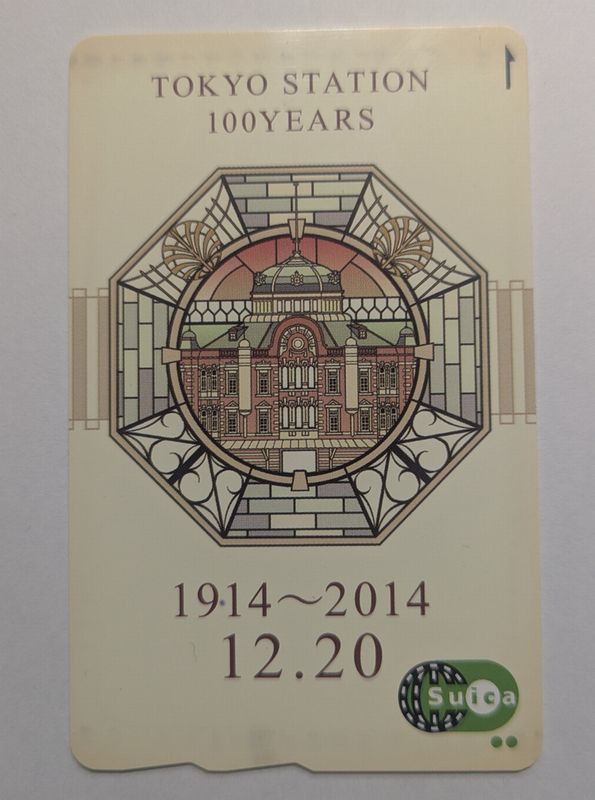 TOKYO STATION
100YEARS
1914～2014
12.20
Suica